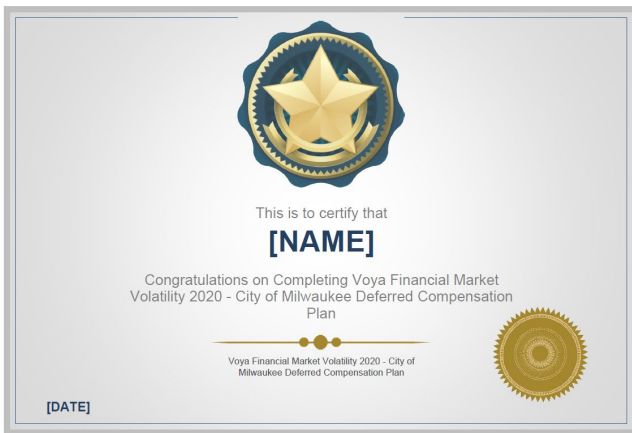 This is to certify that
[NAME]
Congratulations on Completing Voya Financial Market
Volatility 2020 - City of Milwaukee Deferred Compensation
Plan
Voya Financial Market Volatility 2020 - City of
Milwaukee Deferred Compensation Plan
[DATE]